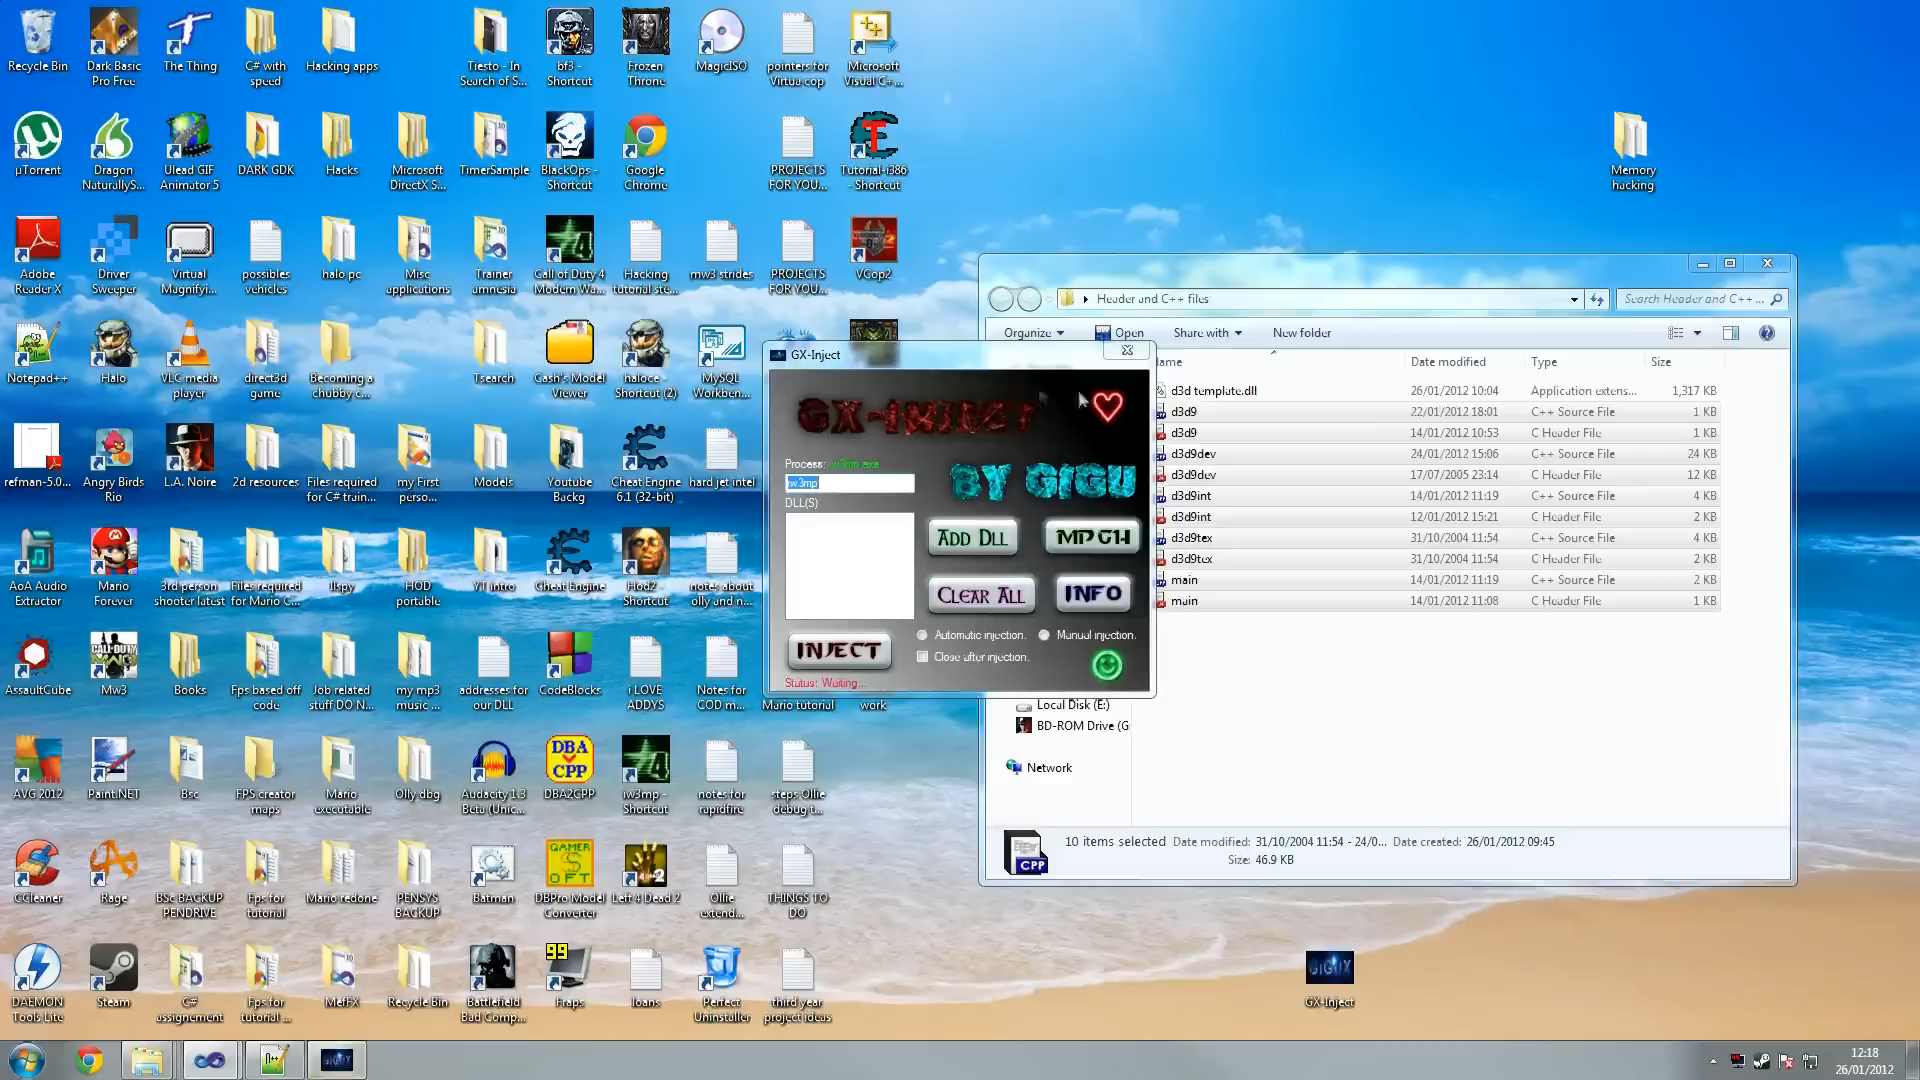 Recycle Bin
Dark Basic
Pro Free
The Thing
C# with
speed
Hacking apps
Tiesto - In
Search of S...
bf3 -
Shortcut
Frozen
Throne
MagicISO
pointers for
Virtua cop
Microsoft
Visual C+...
µTorrent
Dragon
NaturallyS...
Ulead GIF
Animator 5
DARK GDK
Hacks
Microsoft
DirectX S...
TimerSample
BlackOps -
Shortcut
Google
Chrome
PROJECTS
FOR YOU...
Tutorial-i386
- Shortcut
Memory
hacking
Adobe
Reader X
Driver
Sweeper
Virtual
Magnifyi...
possibles
vehicles
halo pc
Misc
applications
Trainer
amnesia
Call of Duty 4
Modern Wa...
Hacking
tutorial ste...
mw3 strides
PROJECTS
FOR YOU...
VCop2
Notepad++
Halo
VLC media
player
direct3d
game
Becoming a
chubby c...
Tsearch
Cash's Model
Viewer
haloce -
Shortcut (2)
MySQL
Workben...
refman-5.0...
Angry Birds
Rio
L.A. Noire
2d resources
Files required
for C# train...
my First
perso...
Models
Youtube
Backg
Cheat Engine
6.1 (32-bit)
hard jet intel
AoA Audio
Extractor
Mario
Forever
3rd person
shooter latest
Files required
for Mario C...
Ilspy
HOD
portable
YT intro
Cheat Engine
Hod2 -
Shortcut
notes about
olly and n...
AssaultCube
Mw3
Books
Fps based off
code
Job related
stuff DO N...
my mp3
music ...
addresses for
our DLL
CodeBlocks
i LOVE
ADDYS
Notes for
COD m...
Mario tutorial
work
AVG 2012
Paint.NET
Bsc
FPS creator
maps
Mario
executable
Olly dbg
Audacity 1.3
Beta (Unic...
DBA
CPP
DBA2CPP
iw3mp -
Shortcut
notes for
rapidfire
steps,Ollie
debug t...
CCleaner
Rage
BSc BACKUP
PENDRIVE
Fps for
tutorial
Mario redone
PENSYS
BACKUP
Batman
GAMER
OFT
DBPro Model
Converter
Left 4 Dead 2
Ollie
extend...
THINGS TO
DO
DAEMON
Tools Lite
Steam
C#
assignement
Fps for
tutorial ...
MefFX
Recycle Bin
Battlefield
Bad Comp...
99
Fraps
loans
Perfect
Uninstaller
third year
project ideas
GX-Inject
GX-INJECT
BY GIGU
Process: iw3mp.exe
iw3mp
DLL(S)
ADD DLL
MPGH
CLEAR ALL
INFO
INJECT
Automatic injection.
Manual injection.
Close after injection.
Status: Waiting...
Header and C++ files
Search Header and C++ ...
Organize
Open
Share with
New folder
Date modified
Type
Size
d3d template.dll 26/01/2012 10:04 Application extens... 1,317 KB
d3d9 22/01/2012 18:01 C++ Source File 1 KB
d3d9 14/01/2012 10:53 C Header File 1 KB
d3d9dev 24/01/2012 15:06 C++ Source File 24 KB
d3d9dev 17/07/2005 23:14 C Header File 12 KB
d3d9int 14/01/2012 11:19 C++ Source File 4 KB
d3d9int 12/01/2012 15:21 C Header File 2 KB
d3d9tex 31/10/2004 11:54 C++ Source File 4 KB
d3d9tex 31/10/2004 11:54 C Header File 2 KB
main 14/01/2012 11:19 C++ Source File 2 KB
main 14/01/2012 11:08 C Header File 1 KB
Local Disk (E:)
BD-ROM Drive (G
Network
CPP
10 items selected Date modified: 31/10/2004 11:54 - 24/0... Date created: 26/01/2012 09:45
Size: 46.9 KB
GIGUX
GX-Inject
12:18
26/01/2012